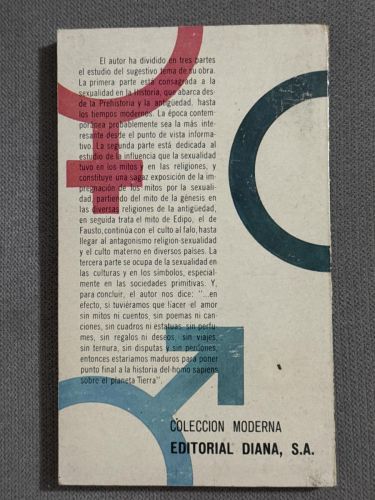 El autor ha dividido en tres partes
el estudio del sugestivo tema de su obra.
La primera parte está consagrada a la
sexualidad en la Historia, que abarca des-
de la Prehistoria y la antigüedad, hasta
los tiempos modernos. La época contem-
poránea probablemente sea la más inte-
resante desde el punto de vista informa-
tivo. La segunda parte está dedicada al
estudio de la influencia que la sexualidad
tuvo en los mitos y en las religiones, y
constituye una sagaz exposición de la im-
pregnación de los mitos por la sexuali-
dad, partiendo del mito de la génesis en
las diversas religiones de la antigüedad,
en seguida trata el mito de Edipo, el de
Fausto, continúa con el culto al falo, hasta
llegar al antagonismo religion-sexualidad
y el culto materno en diversos países. La
tercera parte se ocupa de la sexualidad en
las culturas y en los símbolos, especial-
mente en las sociedades primitivas. Y,
para concluir, el autor nos dice: "...en
efecto, si tuviéramos que hacer el amor
sin mitos ni cuentos, sin poemas ni can-
ciones, sin cuadros ni estatuas, sin perfu-
mes, sin regalos ni deseos, sin viajes,
sin ternura, sin disputas y sin perdones,
entonces estaríamos maduros para poner
punto final a la historia del homo sapiens
sobre el planeta Tierra".
COLECCION MODERNA
EDITORIAL DIANA, S.A.